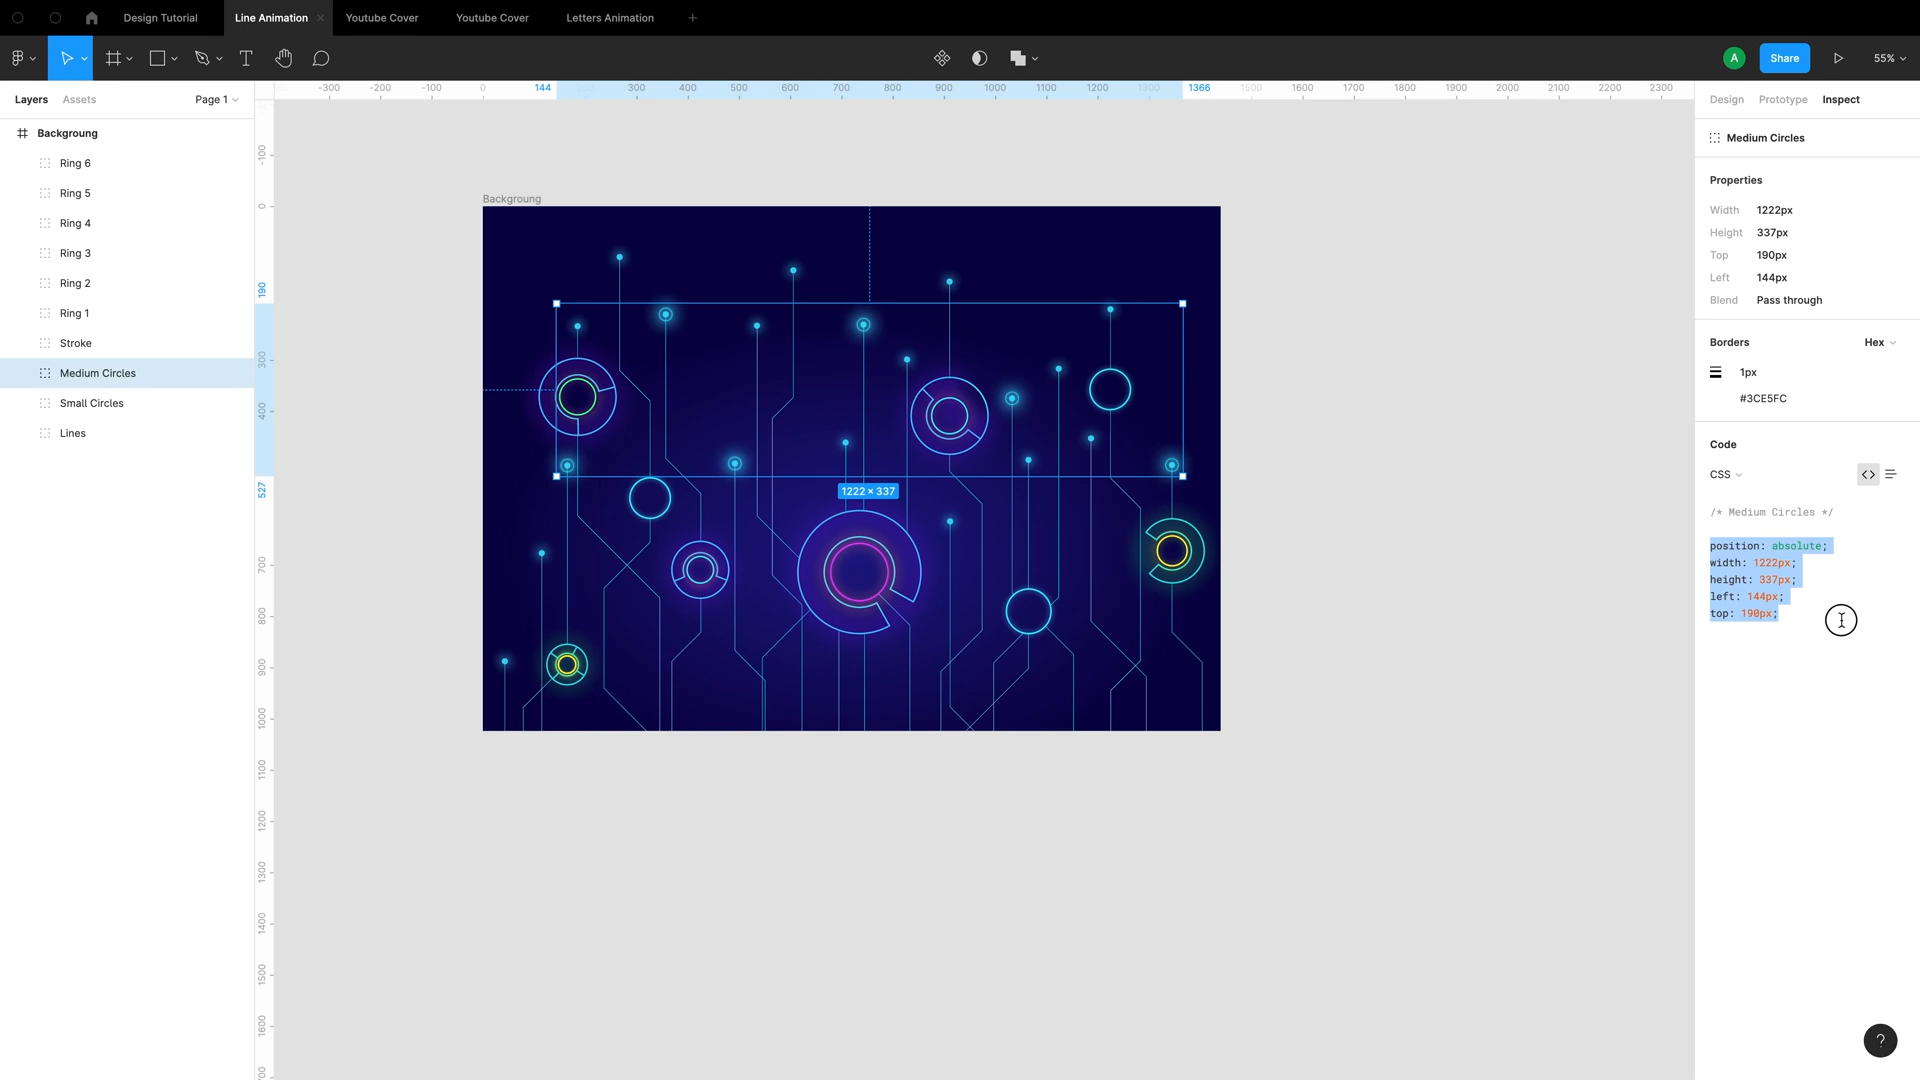 Design Tutorial
Line Animation
Youtube Cover
Youtube Cover
Letters Animation
A
Share
55%
Layers
Assets
Page 1
-300 -200 -100 0 144 300 400 500 600 700 800 900 1000 1100 1200 1300 1366 1500 1600 1700 1800 1900 2000 2100 2200 2300
Design
Prototype
Inspect
Backgroung
Ring 6
Ring 5
Ring 4
Ring 3
Ring 2
Ring 1
Stroke
Medium Circles
Small Circles
Lines
-100
0
190
300
400
527
700
800
900
1000
1100
1200
1300
1400
1500
1600
Backgroung
1222 × 337
Medium Circles
Properties
Width 1222px
Height 337px
Top 190px
Left 144px
Blend Pass through
Borders
Hex
1px
#3CE5FC
Code
CSS
/* Medium Circles */
position: absolute;
width: 1222px;
height: 337px;
left: 144px;
top: 190px;
?